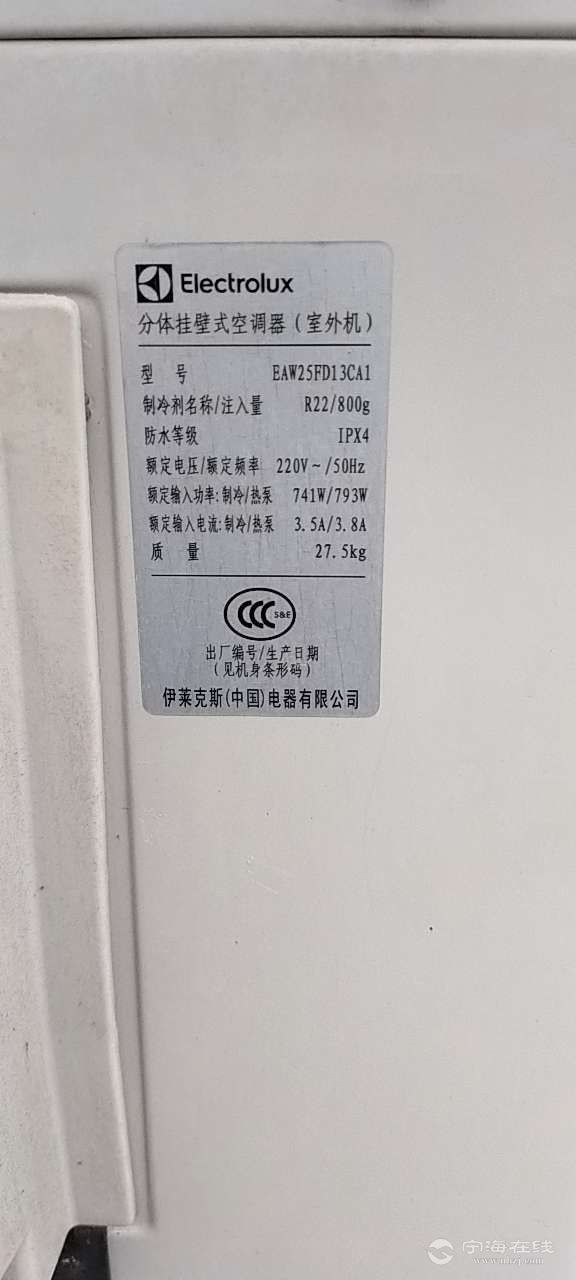 Electrolux
分体挂壁式空调器(室外机)
型 号 EAW25FD13CA1
制冷剂名称/注入量 R22/800g
防水等级 IPX4
额定电压/额定频率 220V~/50Hz
额定输入功率:制冷/热泵 741W/793W
额定输入电流:制冷/热泵 3.5A/3.8A
质 量 27.5kg
CCC S&E
出厂编号/生产日期
(见机身条形码)
伊莱克斯(中国)电器有限公司
宁海在线
www.nhzj.com